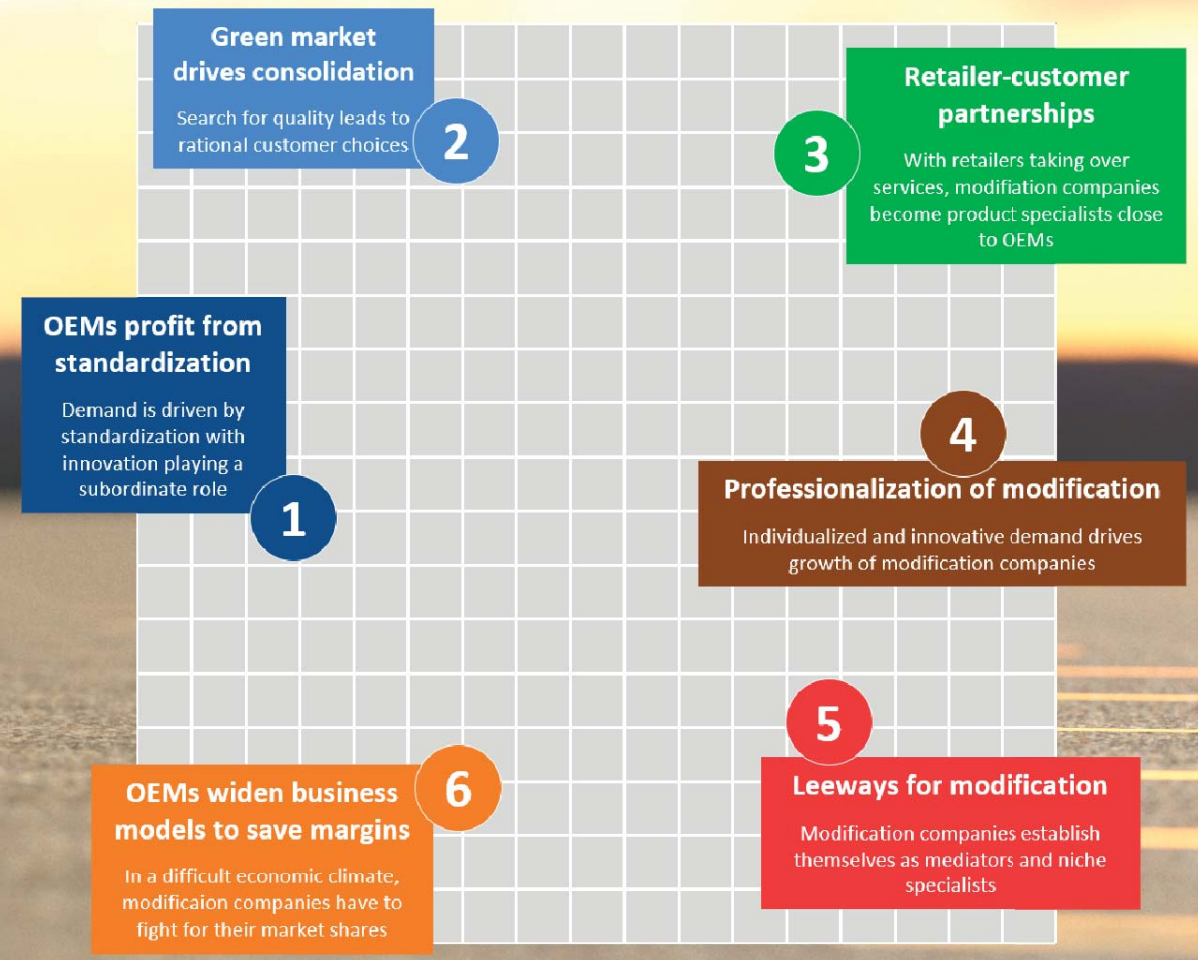 Green market
drives consolidation
Search for quality leads to
rational customer choices
2
Retailer-customer
partnerships
3
With retailers taking over
services, modifiation companies
become product specialists close
to OEMs
OEMs profit from
standardization
Demand is driven by
standardization with
innovation playing a
subordinate role
1
4
Professionalization of modification
Individualized and innovative demand drives
growth of modification companies
5
Leeways for modification
Modification companies establish
themselves as mediators and niche
specialists
6
OEMs widen business
models to save margins
In a difficult economic climate,
modificaion companies have to
fight for their market shares